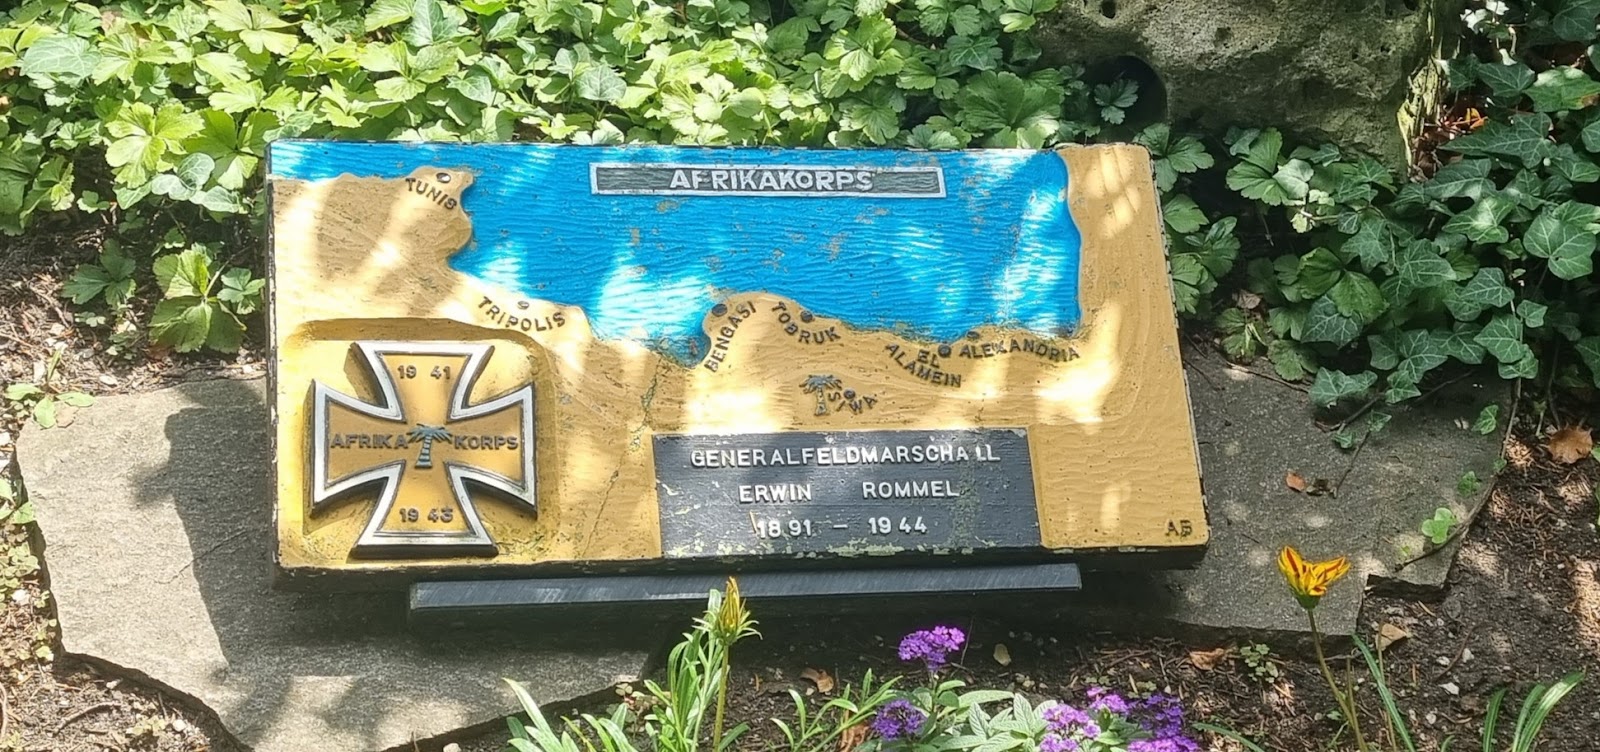 AFRIKAKORPS
TUNIS
TRIPOLIS
BENGASI
TOBRUK
EL
ALAMEIN
ALEXANDRIA
SIWA
19 41
AFRIKA KORPS
19 43
GENERALFELDMARSCHALL
ERWIN ROMMEL
1891 - 1944
AB